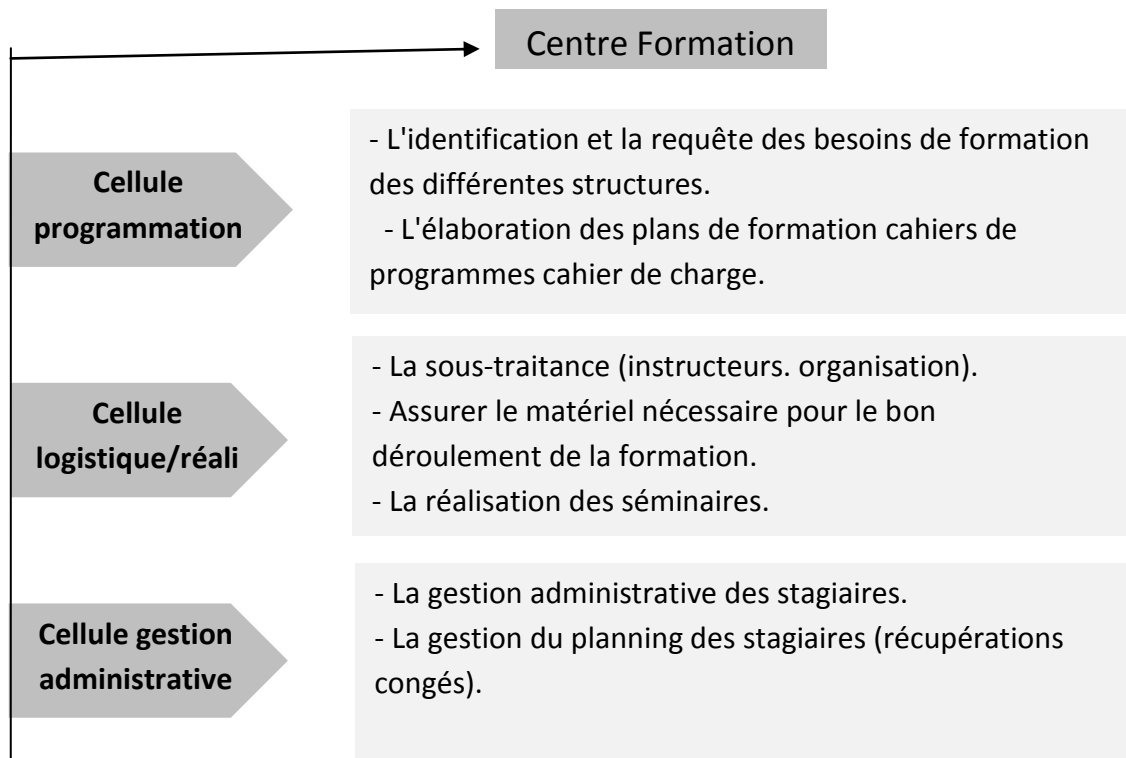 Centre Formation
Cellule
programmation
- L'identification et la requête des besoins de formation
des différentes structures.
- L'élaboration des plans de formation cahiers de
programmes cahier de charge.
Cellule
logistique/réali
- La sous-traitance (instructeurs. organisation).
- Assurer le matériel nécessaire pour le bon
déroulement de la formation.
- La réalisation des séminaires.
Cellule gestion
administrative
- La gestion administrative des stagiaires.
- La gestion du planning des stagiaires (récupérations
congés).